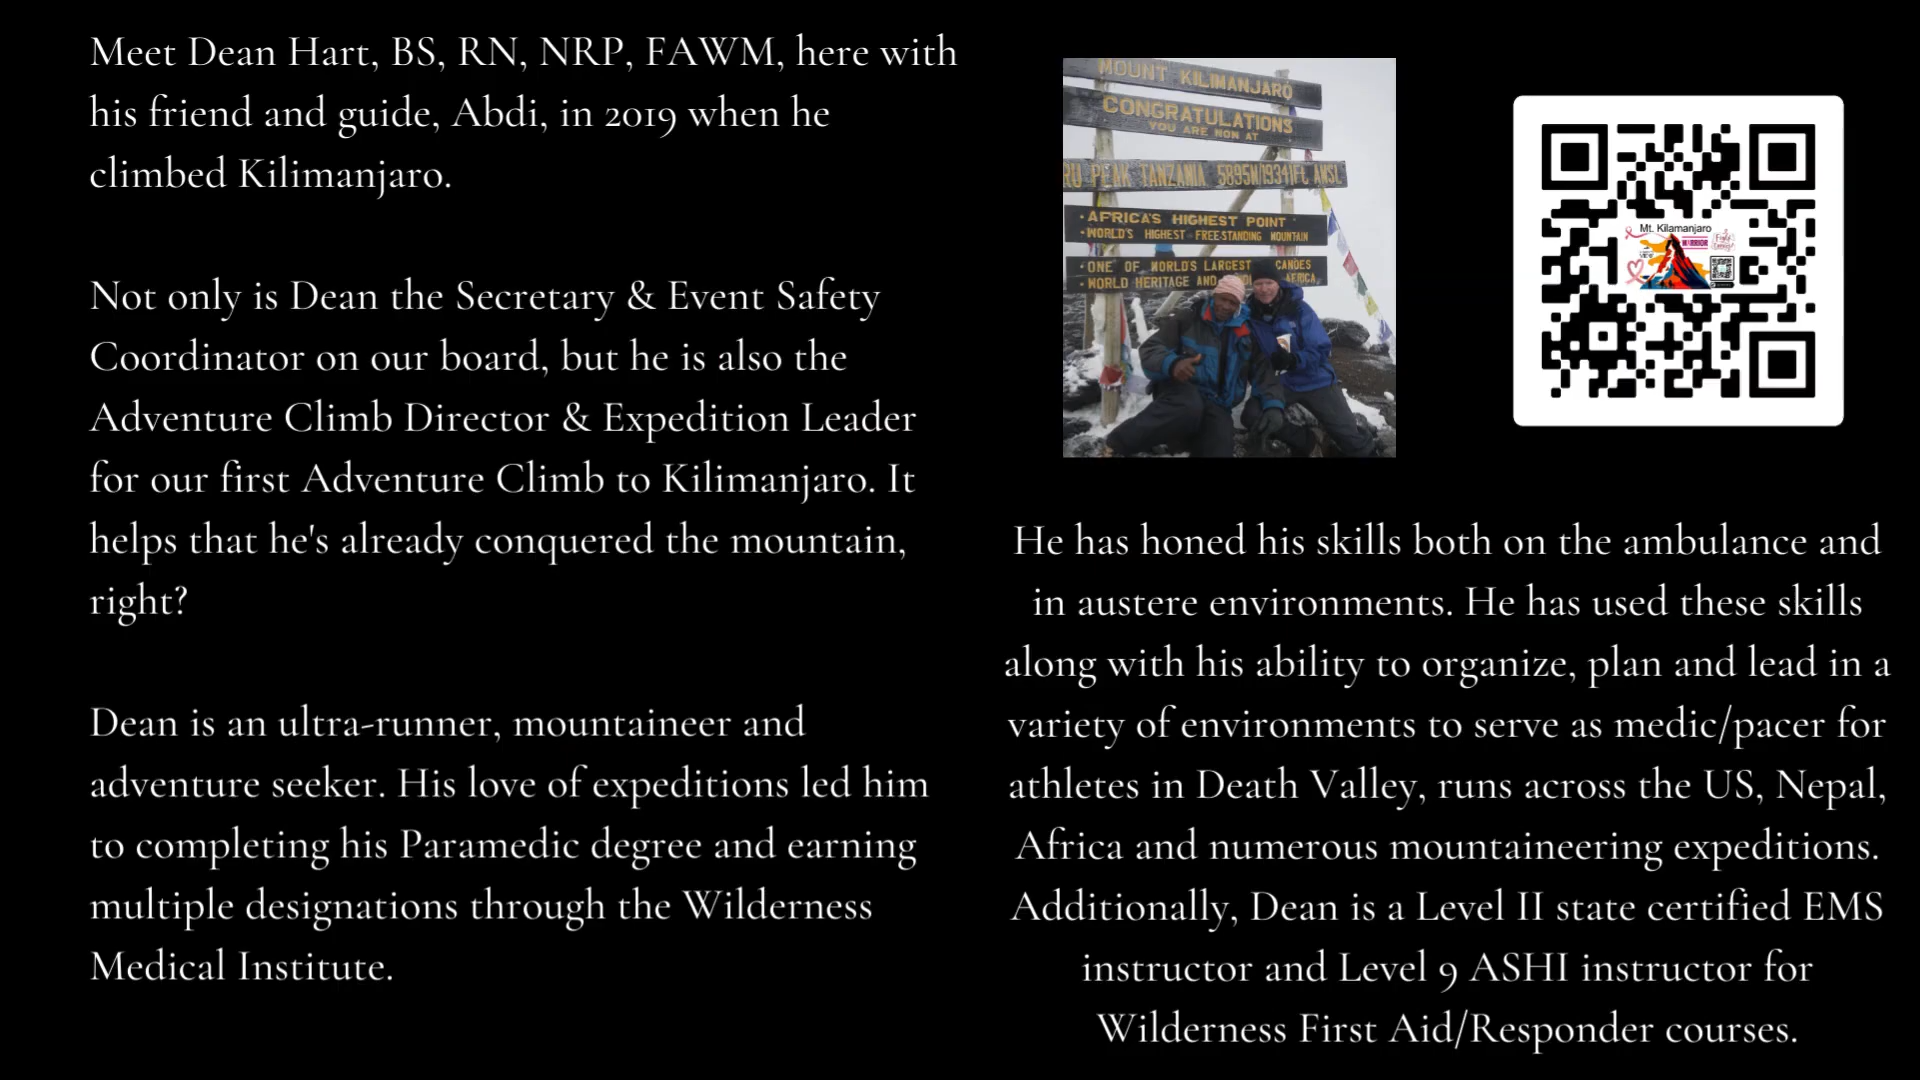 Meet Dean Hart, BS, RN, NRP, FAWM, here with
his friend and guide, Abdi, in 2019 when he
climbed Kilimanjaro.
Not only is Dean the Secretary & Event Safety
Coordinator on our board, but he is also the
Adventure Climb Director & Expedition Leader
for our first Adventure Climb to Kilimanjaro. It
helps that he's already conquered the mountain,
right?
Dean is an ultra-runner, mountaineer and
adventure seeker. His love of expeditions led him
to completing his Paramedic degree and earning
multiple designations through the Wilderness
Medical Institute.
MOUNT KILIMANJARO
CONGRATULATIONS
YOU ARE NOW AT
RU PEAK TANZANIA 5895M/19341Ft. AMSL
• AFRICA'S HIGHEST POINT
• WORLD'S HIGHEST FREE-STANDING MOUNTAIN
• ONE OF WORLD'S LARGEST CANOES
• WORLD HERITAGE AND AFRICA.
Mt. Kilamanjaro
WARRIOR
He has honed his skills both on the ambulance and
in austere environments. He has used these skills
along with his ability to organize, plan and lead in a
variety of environments to serve as medic/pacer for
athletes in Death Valley, runs across the US, Nepal,
Africa and numerous mountaineering expeditions.
Additionally, Dean is a Level II state certified EMS
instructor and Level 9 ASHI instructor for
Wilderness First Aid/Responder courses.